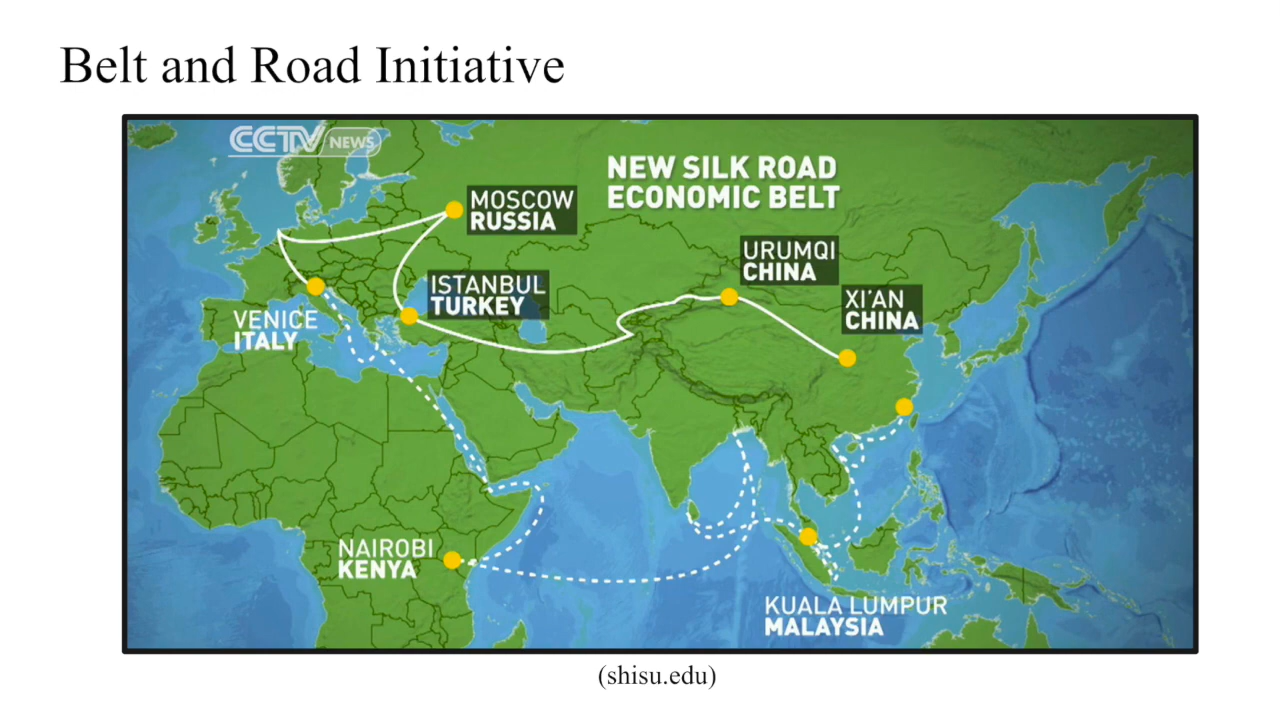 Belt and Road Initiative
CCTV NEWS
NEW SILK ROAD
ECONOMIC BELT
MOSCOW
RUSSIA
URUMQI
CHINA
ISTANBUL
TURKEY
XI'AN
CHINA
VENICE
ITALY
NAIROBI
KENYA
KUALA LUMPUR
MALAYSIA
(shisu.edu)